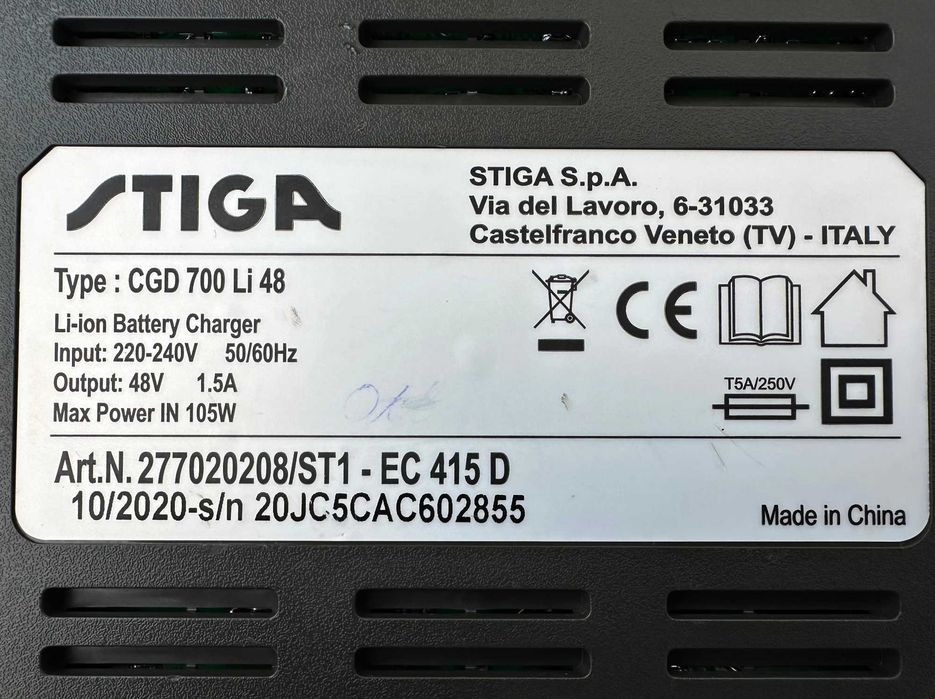 STIGA
STIGA S.p.A.
Via del Lavoro, 6-31033
Castelfranco Veneto (TV) - ITALY
Type : CGD 700 Li 48
Li-ion Battery Charger
Input: 220-240V 50/60Hz
Output: 48V 1.5A
Max Power IN 105W
CE
T5A/250V
Art.N. 277020208/ST1 - EC 415 D
10/2020-s/n 20JC5CAC602855
Made in China